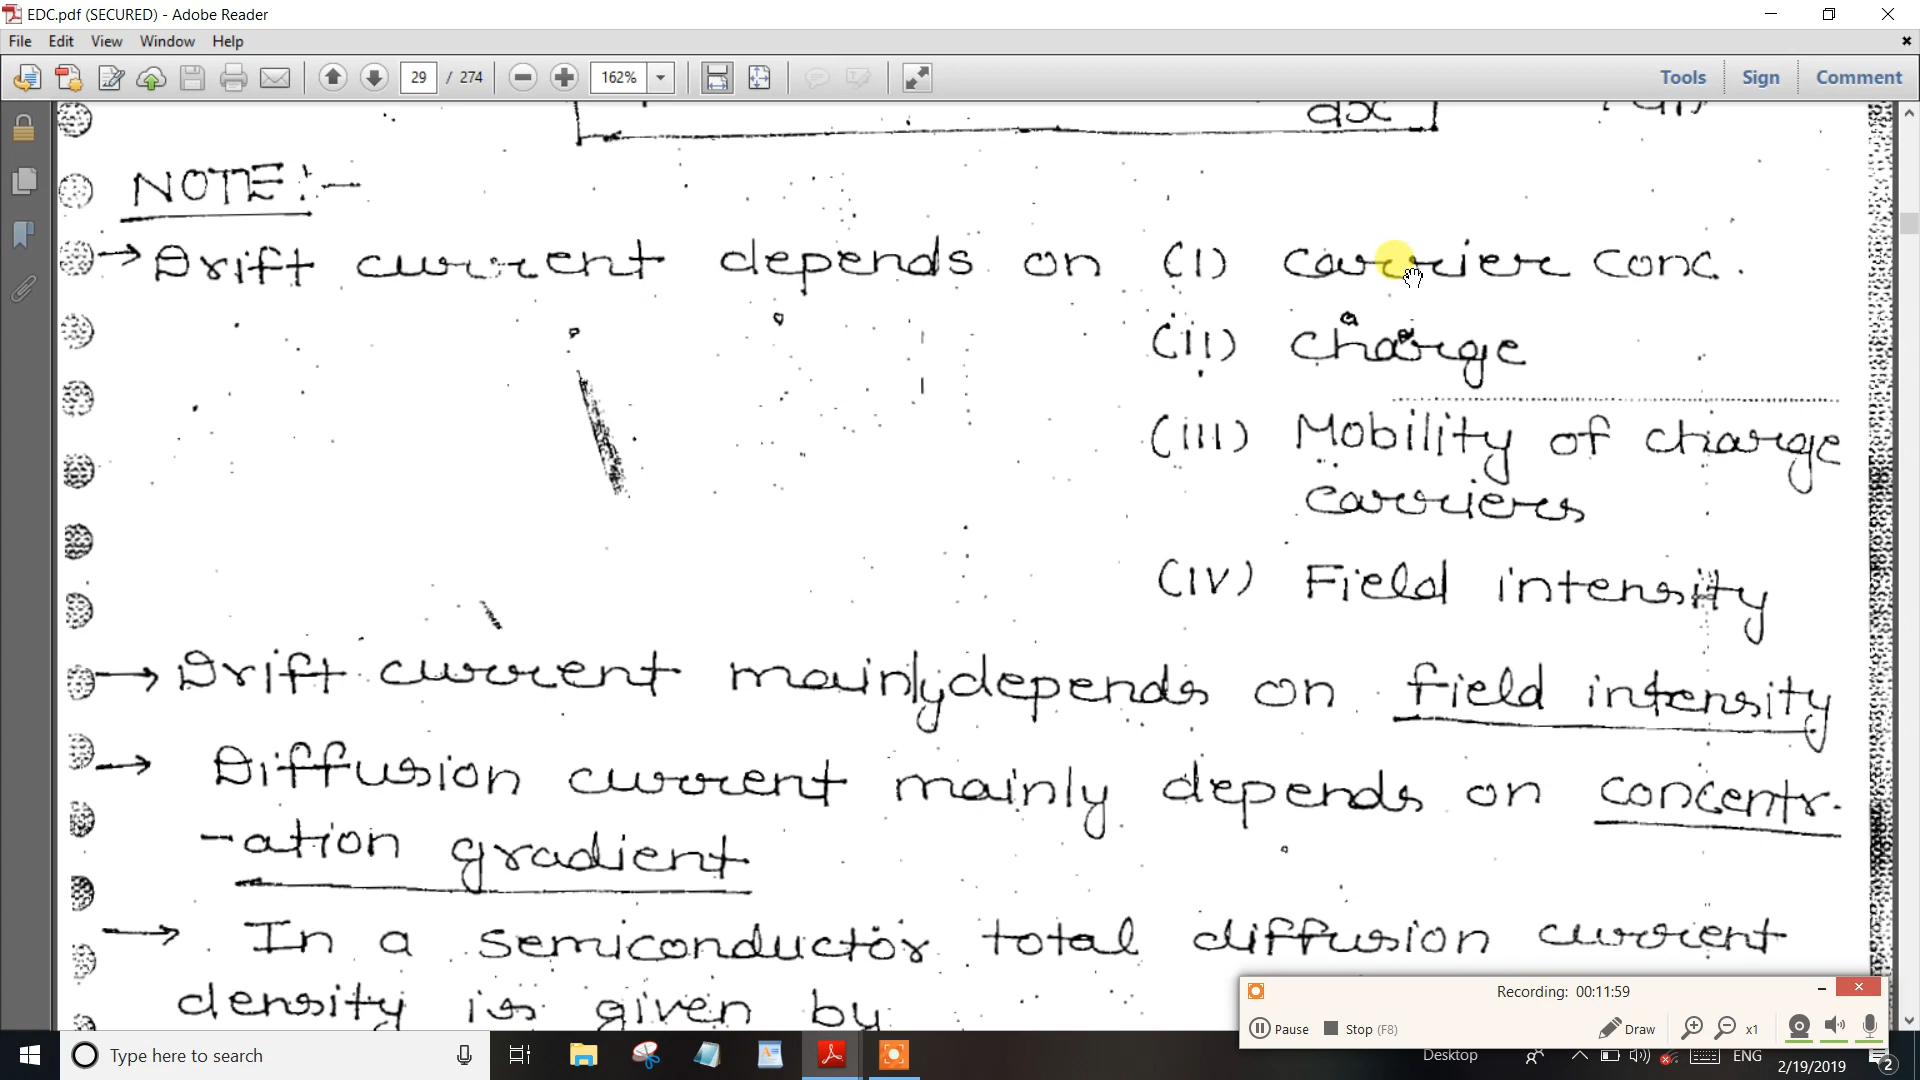 EDC.pdf (SECURED) - Adobe Reader
File Edit View Window Help
29 / 274 162% Tools Sign Comment
dx
NOTE:-
→ Drift current depends on (I) carrier conc.
(II) charge
(III) Mobility of charge
carriers
(IV) Field intensity
→ Drift current mainly depends on field intensity
→ Diffusion current mainly depends on concentr-
-ation gradient
→ In a semiconductor total diffusion current
density is given by
Recording: 00:11:59
Pause Stop (F8) Draw x1
Type here to search
Desktop ENG
2/19/2019 2